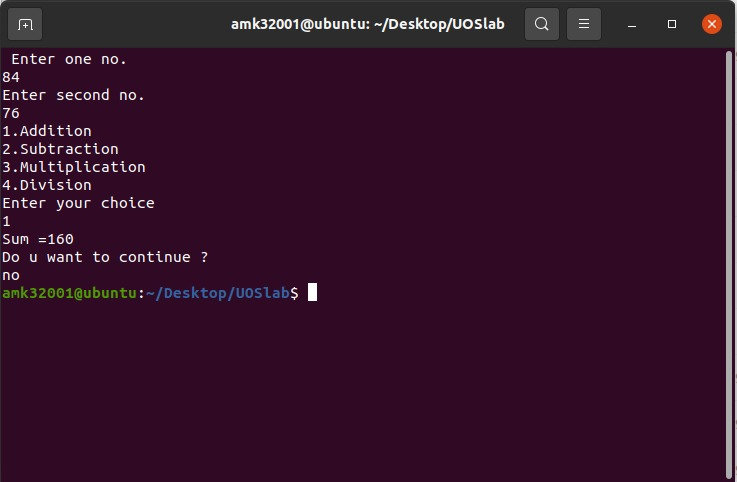 amk32001@ubuntu: ~/Desktop/UOSlab
Enter one no.
84
Enter second no.
76
1.Addition
2.Subtraction
3.Multiplication
4.Division
Enter your choice
1
Sum =160
Do u want to continue ?
no
amk32001@ubuntu:~/Desktop/UOSlab$